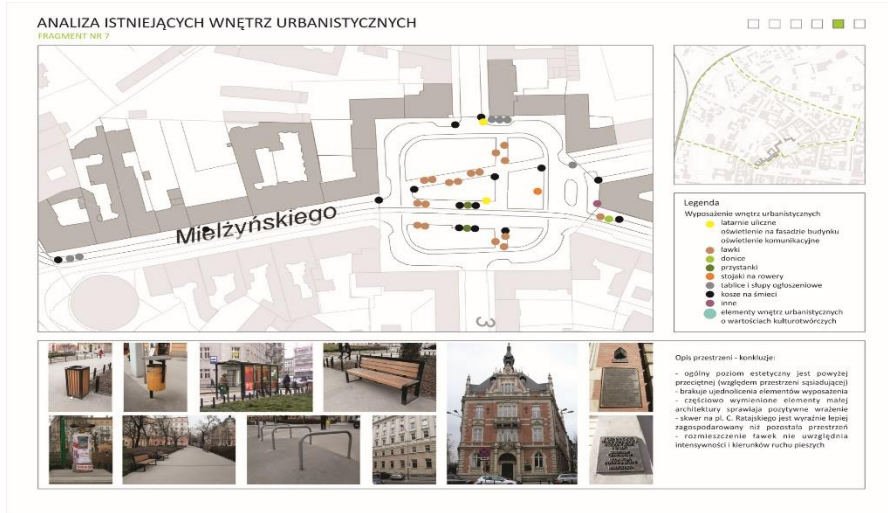 ANALIZA ISTNIEJĄCYCH WNĘTRZ URBANISTYCZNYCH
FRAGMENT NR 7
Mielżyńskiego
3
Legenda
Wyposażenie wnętrz urbanistycznych
latarnie uliczne
oświetlenie na fasadzie budynku
oświetlenie komunikacyjne
ławki
donice
przystanki
stojaki na rowery
tablice i słupy ogłoszeniowe
kosze na śmieci
inne
elementy wnętrz urbanistycznych
o wartościach kulturotwórczych
Opis przestrzeni - konkluzje:
- ogólny poziom estetyczny jest powyżej
przeciętnej (względem przestrzeni sąsiadującej)
- brakuje ujednolicenia elementów wyposażenia
- częściowo wymienione elementy małej
architektury sprawiają pozytywne wrażenie
- skwer na pl. C. Ratajskiego jest wyraźnie lepiej
zagospodarowany niż pozostała przestrzeń
- rozmieszczenie ławek nie uwzględnia
intensywności i kierunków ruchu pieszych